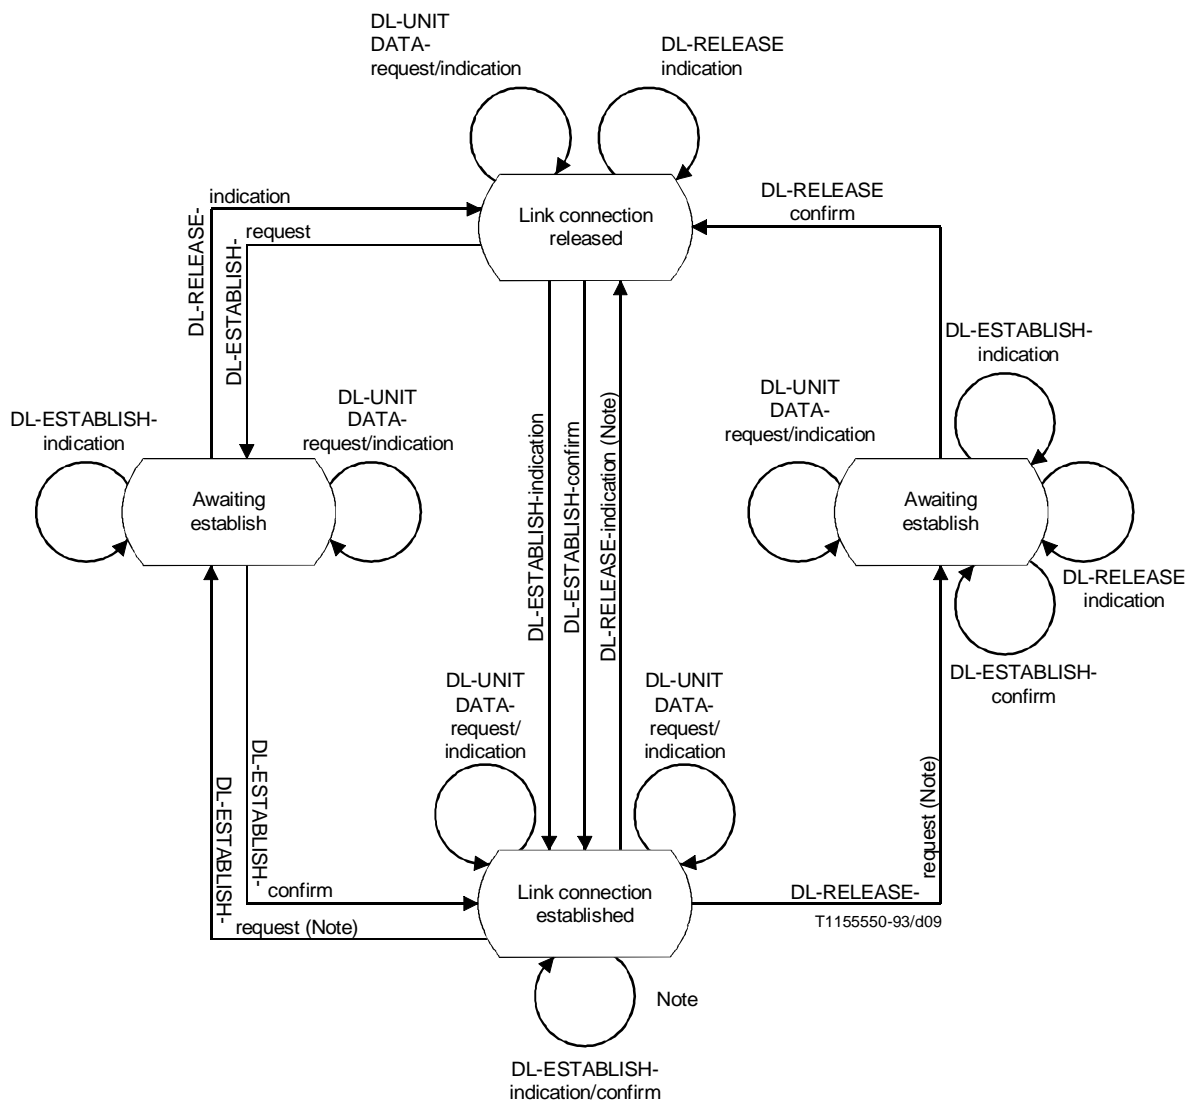 DL-UNIT
DATA-
request/indication
DL-RELEASE
indication
Link connection
released
indication
request
DL-RELEASE-
DL-ESTABLISH-
DL-RELEASE
confirm
DL-ESTABLISH-
indication
DL-UNIT
DATA-
request/indication
DL-ESTABLISH-
indication
DL-UNIT
DATA-
request/indication
Awaiting
establish
DL-ESTABLISH-indication
DL-ESTABLISH-confirm
DL-RELEASE-indication (Note)
Awaiting
establish
DL-RELEASE
indication
DL-ESTABLISH-
confirm
DL-UNIT
DATA-
request/
indication
DL-UNIT
DATA-
request/
indication
DL-ESTABLISH-
DL-ESTABLISH-
confirm
request (Note)
Link connection
established
DL-RELEASE-
request (Note)
T1155550-93/d09
Note
DL-ESTABLISH-
indication/confirm